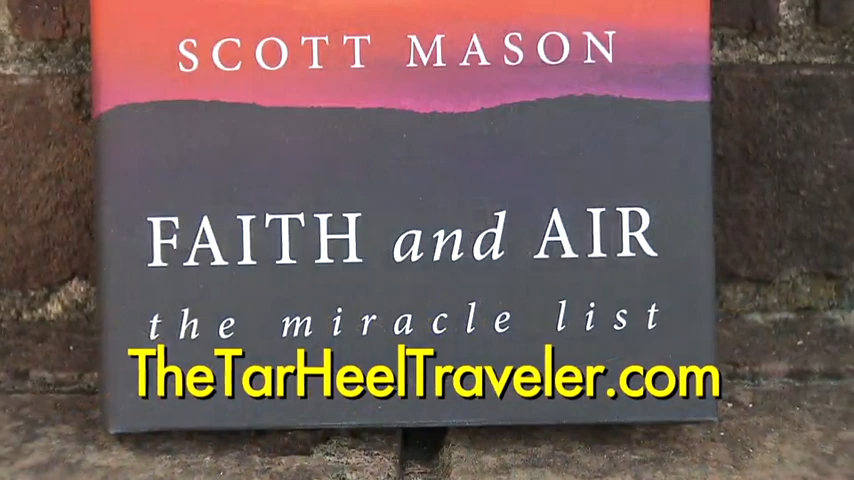 SCOTT MASON
FAITH and AIR
the miracle list
TheTarHeelTraveler.com